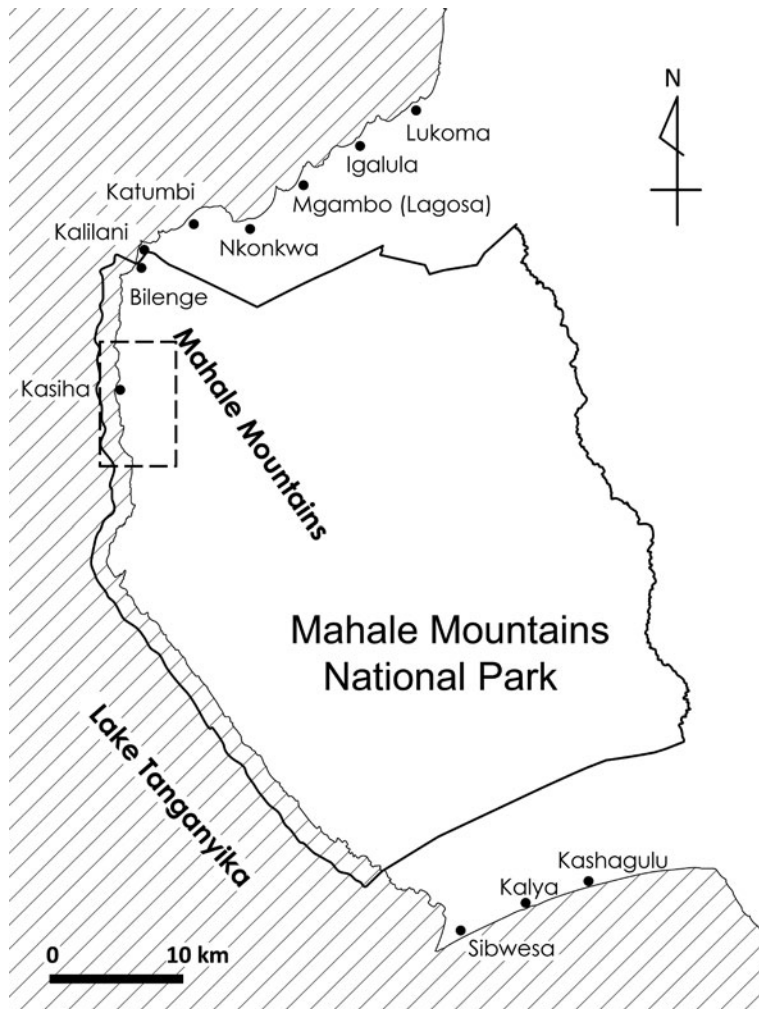 N
Lukoma
Igalula
Katumbi
Mgambo (Lagosa)
Kalilani
Nkonkwa
Bilenge
Mahale Mountains
Kasiha
Mahale Mountains
National Park
Lake Tanganyika
Kashagulu
Kalya
Sibwesa
0 10 km